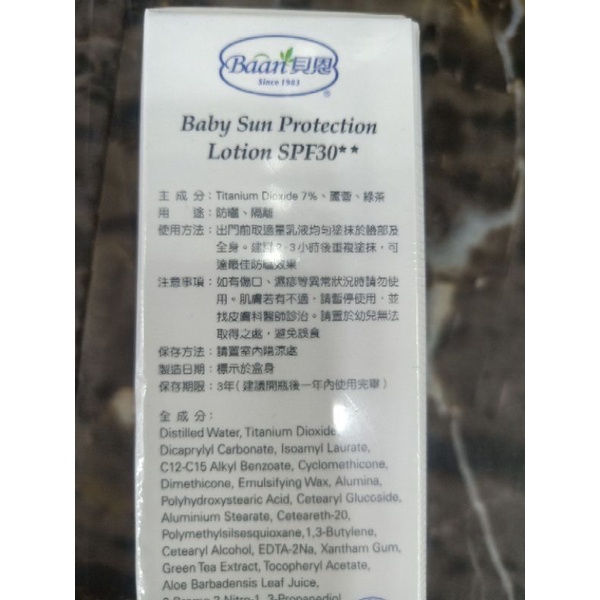 Baan貝恩
Since 1983
®
Baby Sun Protection
Lotion SPF30**
主成分：Titanium Dioxide 7%、蘆薈、綠茶
用　途：防曬、隔離
使用方法：出門前取適量乳液均勻塗抹於臉部及
全身。建議2-3小時後重複塗抹，可
達最佳防曬效果
注意事項：如有傷口、濕疹等異常狀況時請勿使
用。肌膚若有不適，請暫停使用，並
找皮膚科醫師診治。請置於幼兒無法
取得之處，避免誤食
保存方法：請置室內陰涼處
製造日期：標示於盒身
保存期限：3年(建議開瓶後一年內使用完畢)
全成分：
Distilled Water, Titanium Dioxide,
Dicaprylyl Carbonate, Isoamyl Laurate,
C12-C15 Alkyl Benzoate, Cyclomethicone,
Dimethicone, Emulsifying Wax, Alumina,
Polyhydroxystearic Acid, Cetearyl Glucoside,
Aluminium Stearate, Ceteareth-20,
Polymethylsilsesquioxane,1,3-Butylene,
Cetearyl Alcohol, EDTA-2Na, Xantham Gum,
Green Tea Extract, Tocopheryl Acetate,
Aloe Barbadensis Leaf Juice,
2-Bromo-2-Nitro-1, 3-Propanediol